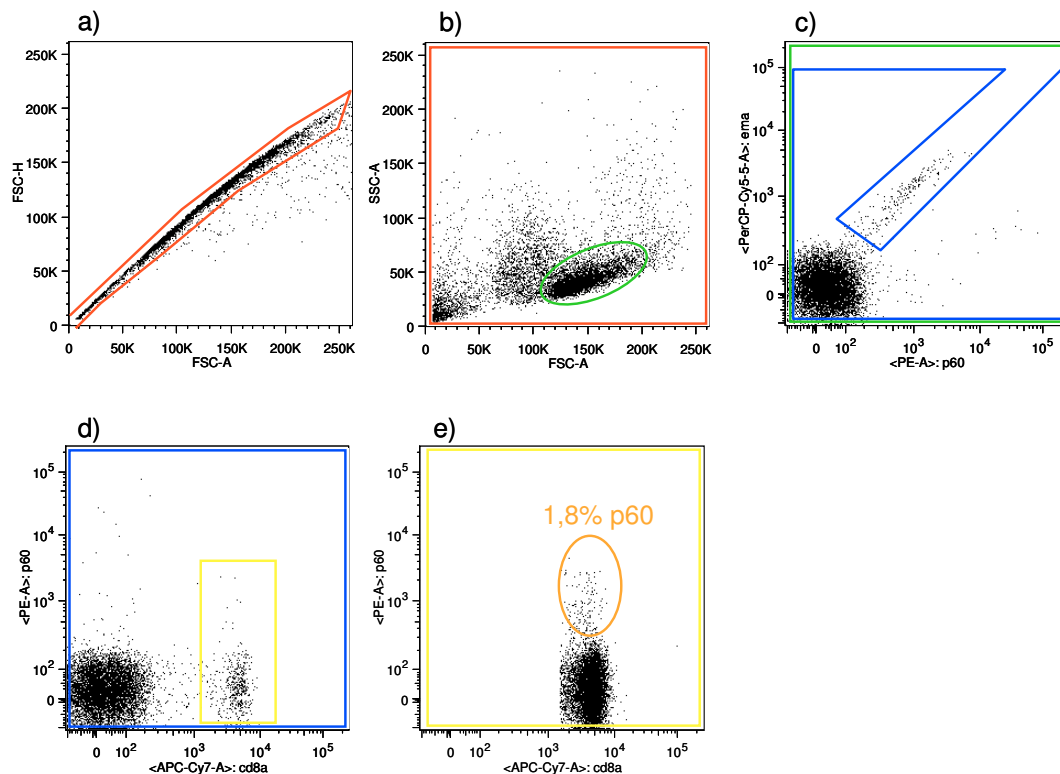 a)
b)
c)
250K
200K
150K
100K
50K
0
FSC-H
0
50K
100K
150K
200K
250K
FSC-A
250K
200K
150K
100K
50K
0
SSC-A
0
50K
100K
150K
200K
250K
FSC-A
10^5
10^4
10^3
10^2
0
<PerCP-Cy5-5-A>: ema
0
10^2
10^3
10^4
10^5
<PE-A>: p60
d)
e)
10^5
10^4
10^3
10^2
0
<PE-A>: p60
0
10^2
10^3
10^4
10^5
<APC-Cy7-A>: cd8a
1,8% p60
10^5
10^4
10^3
10^2
0
<PE-A>: p60
0
10^2
10^3
10^4
10^5
<APC-Cy7-A>: cd8a